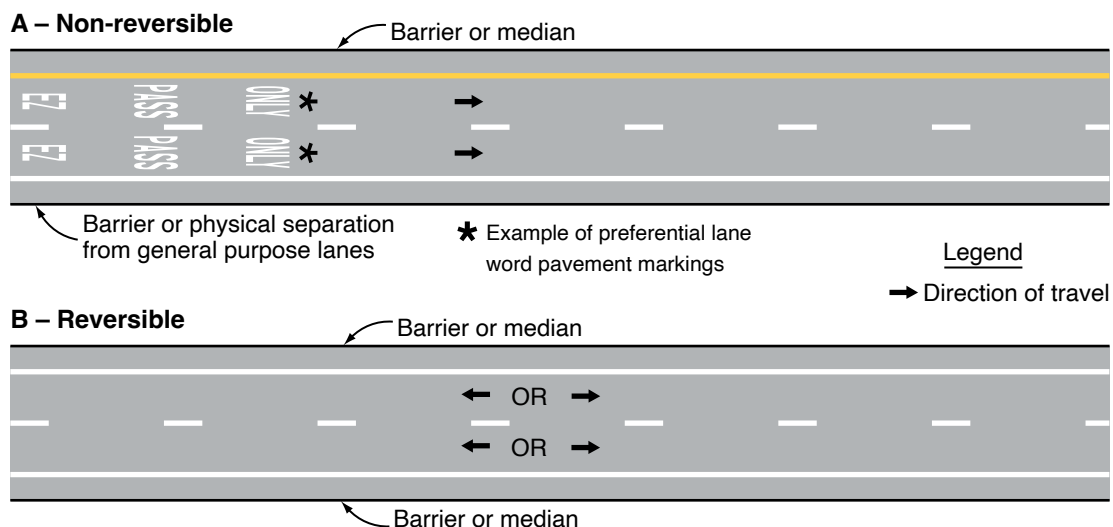 A – Non-reversible
Barrier or median
EZ PASS ONLY
EZ PASS ONLY
Barrier or physical separation
from general purpose lanes
* Example of preferential lane
word pavement markings
Legend
Direction of travel
B – Reversible
Barrier or median
OR
OR
Barrier or median